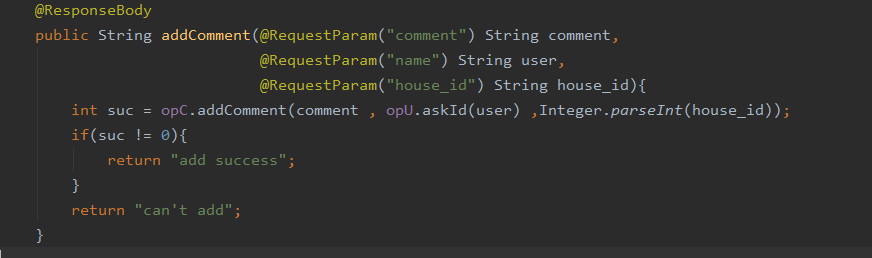 @ResponseBody
public String addComment(@RequestParam("comment") String comment,
@RequestParam("name") String user,
@RequestParam("house_id") String house_id){
int suc = opC.addComment(comment , opU.askId(user) ,Integer.parseInt(house_id));
if(suc != 0){
return "add success";
}
return "can't add";
}